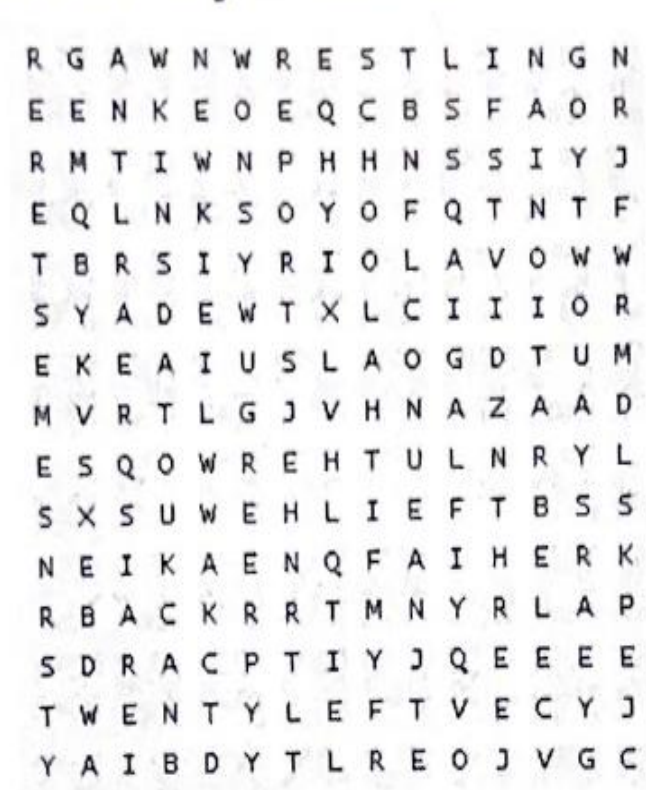 R G A W N W R E S T L I N G N
E E N K E O E Q C B S F A O R
R M T I W N P H H N S S I Y J
E Q L N K S O Y O F Q T N T F
T B R S I Y R I O L A V O W W
S Y A D E W T X L C I I I O R
E K E A I U S L A O G D T U M
M V R T L G J V H N A Z A A D
E S Q O W R E H T U L N R Y L
S X S U W E H L I E F T B S S
N E I K A E N Q F A I H E R K
R B A C K R R T M N Y R L A P
S D R A C P T I Y J Q E E E E
T W E N T Y L E F T V E C Y J
Y A I B D Y T L R E O J V G C